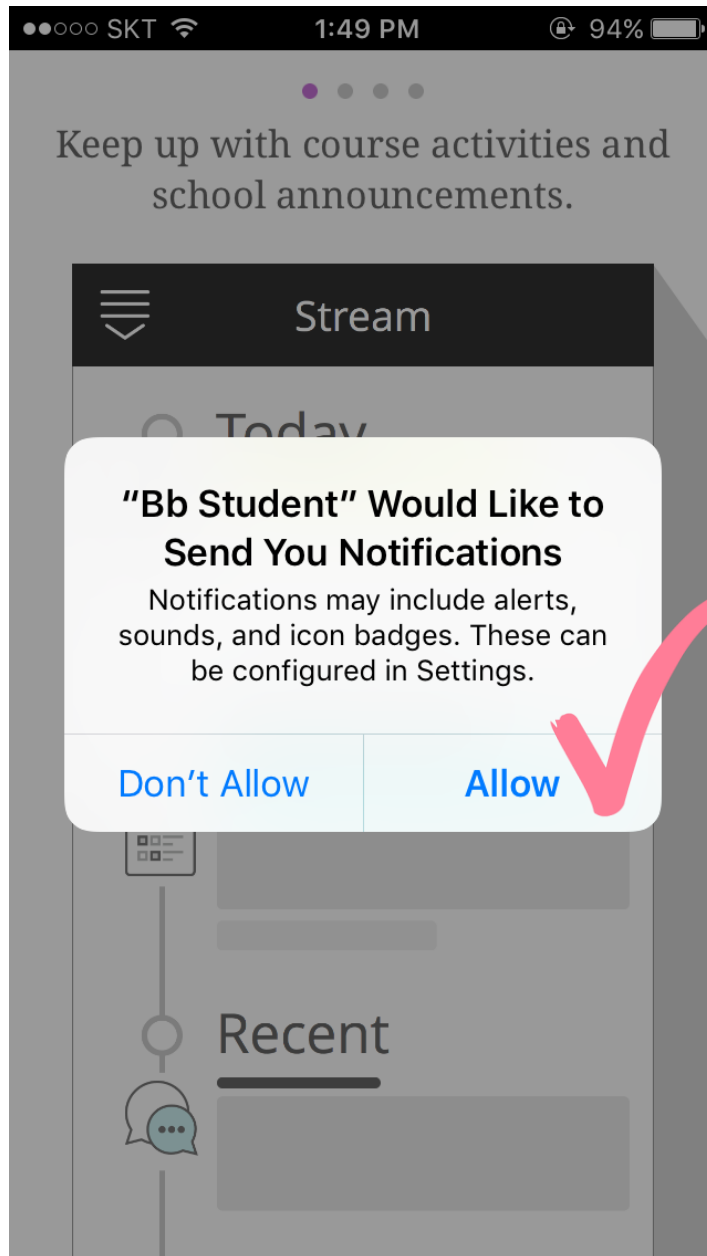 SKT 1:49 PM 94%
Keep up with course activities and
school announcements.
Stream
Today
“Bb Student” Would Like to
Send You Notifications
Notifications may include alerts,
sounds, and icon badges. These can
be configured in Settings.
Don’t Allow Allow
Recent